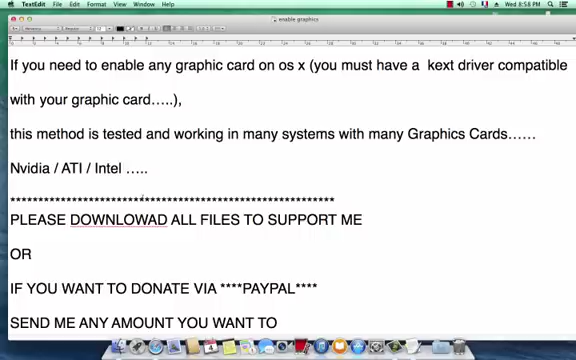 TextEdit File Edit Format View Window Help Wed 8:58 PM
enable graphics
If you need to enable any graphic card on os x (you must have a kext driver compatible
with your graphic card…..),
this method is tested and working in many systems with many Graphics Cards……
Nvidia / ATI / Intel …..
**********************************************************
PLEASE DOWNLOWAD ALL FILES TO SUPPORT ME
OR
IF YOU WANT TO DONATE VIA ****PAYPAL****
SEND ME ANY AMOUNT YOU WANT TO